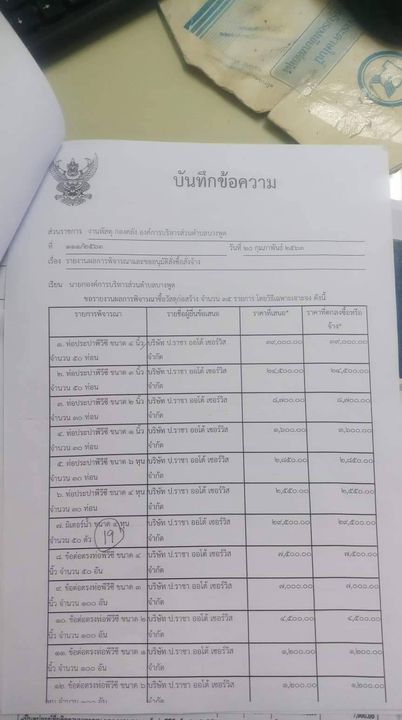 บันทึกข้อความ
ส่วนราชการ งานพัสดุ กองคลัง องค์การบริหารส่วนตำบลบางพูด
ที่ ๑๑๑/๒๕๖๓ วันที่ ๒๐ กุมภาพันธ์ ๒๕๖๓
เรื่อง รายงานผลการพิจารณาและขออนุมัติสั่งซื้อสั่งจ้าง
เรียน นายกองค์การบริหารส่วนตำบลบางพูด
ขอรายงานผลการพิจารณาซื้อวัสดุก่อสร้าง จำนวน ๓๕ รายการ โดยวิธีเฉพาะเจาะจง ดังนี้
รายการพิจารณา รายชื่อผู้ยื่นข้อเสนอ ราคาที่เสนอ* ราคาที่ตกลงซื้อหรือ
จ้าง*
๑. ท่อประปาพีวีซี ขนาด ๔ นิ้ว บริษัท ป.ราชา ออโต้ เซอร์วิส ๓๙,๐๐๐.๐๐ ๓๙,๐๐๐.๐๐
จำนวน ๕๐ ท่อน จำกัด
๒. ท่อประปาพีวีซี ขนาด ๓ นิ้ว บริษัท ป.ราชา ออโต้ เซอร์วิส ๒๔,๕๐๐.๐๐ ๒๔,๕๐๐.๐๐
จำนวน ๕๐ ท่อน จำกัด
๓. ท่อประปาพีวีซี ขนาด ๒ นิ้ว บริษัท ป.ราชา ออโต้ เซอร์วิส ๘,๗๐๐.๐๐ ๘,๗๐๐.๐๐
จำนวน ๓๐ ท่อน จำกัด
๔. ท่อประปาพีวีซี ขนาด ๑ นิ้ว บริษัท ป.ราชา ออโต้ เซอร์วิส ๓,๖๐๐.๐๐ ๓,๖๐๐.๐๐
จำนวน ๓๐ ท่อน จำกัด
๕. ท่อประปาพีวีซี ขนาด ๖ หุน บริษัท ป.ราชา ออโต้ เซอร์วิส ๒,๘๕๐.๐๐ ๒,๘๕๐.๐๐
จำนวน ๓๐ ท่อน จำกัด
๖. ท่อประปาพีวีซี ขนาด ๔ หุน บริษัท ป.ราชา ออโต้ เซอร์วิส ๒,๕๕๐.๐๐ ๒,๕๕๐.๐๐
จำนวน ๓๐ ท่อน จำกัด
๗. มิเตอร์น้ำ ขนาด ๔ หุน บริษัท ป.ราชา ออโต้ เซอร์วิส ๒๙,๕๐๐.๐๐ ๒๙,๕๐๐.๐๐
จำนวน ๕๐ ตัว 19 จำกัด
๘. ข้อต่อตรงท่อพีวีซี ขนาด ๔ บริษัท ป.ราชา ออโต้ เซอร์วิส ๗,๕๐๐.๐๐ ๗,๕๐๐.๐๐
นิ้ว จำนวน ๕๐ อัน จำกัด
๙. ข้อต่อตรงท่อพีวีซี ขนาด ๓ บริษัท ป.ราชา ออโต้ เซอร์วิส ๗,๐๐๐.๐๐ ๗,๐๐๐.๐๐
นิ้ว จำนวน ๑๐๐ อัน จำกัด
๑๐. ข้อต่อตรงท่อพีวีซี ขนาด ๒ บริษัท ป.ราชา ออโต้ เซอร์วิส ๔,๕๐๐.๐๐ ๔,๕๐๐.๐๐
นิ้ว จำนวน ๑๐๐ อัน จำกัด
๑๑. ข้อต่อตรงท่อพีวีซี ขนาด ๑ บริษัท ป.ราชา ออโต้ เซอร์วิส ๑,๒๐๐.๐๐ ๑,๒๐๐.๐๐
นิ้ว จำนวน ๑๐๐ อัน จำกัด
๑๒. ข้อต่อตรงท่อพีวีซี ขนาด ๖ บริษัท ป.ราชา ออโต้ เซอร์วิส ๑,๒๐๐.๐๐ ๑,๒๐๐.๐๐
หุน จำนวน ๑๐๐ อัน จำกัด